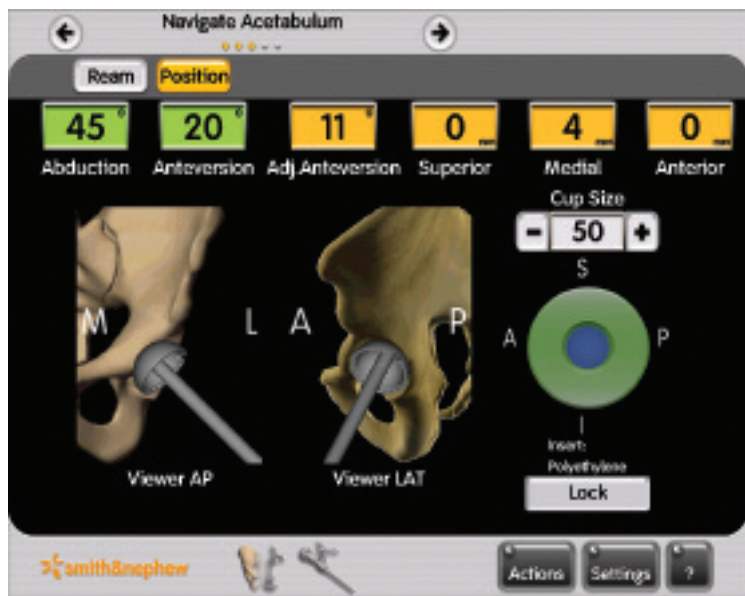 Navigate Acetabulum
Ream Position
45° 20° 11° 0 mm 4 mm 0 mm
Abduction Anteversion Adj.Anteversion Superior Medial Anterior
Cup Size
- 50 +
S
M L A P A P
I
Insert:
Polyethylene
Viewer AP Viewer LAT
Lock
smith&nephew Actions Settings ?